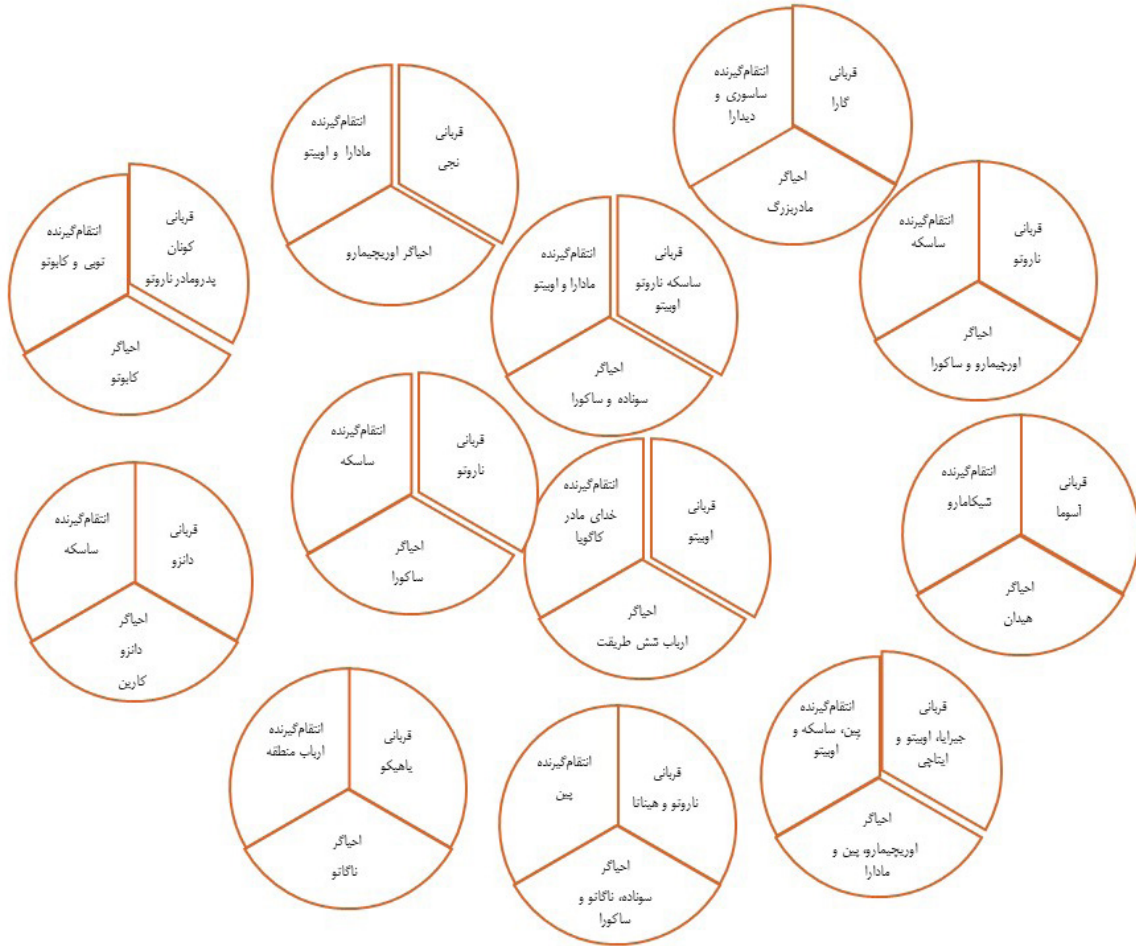 قربانی
گارا
انتقام‌گیرنده
ساسوری و
دیدارا
احیاگر
مادربزرگ
قربانی
نجی
انتقام‌گیرنده
مادارا و اوبیتو
احیاگر اوریچیمارو
قربانی
ناروتو
انتقام‌گیرنده
ساسکه
احیاگر
اورچیمارو و ساکورا
قربانی
ساسکه ناروتو
اوبیتو
انتقام‌گیرنده
مادارا و اوبیتو
احیاگر
سوناده و ساکورا
قربانی
کونان
پدرومادر ناروتو
انتقام‌گیرنده
توبی و کابوتو
احیاگر
کابوتو
قربانی
آسوما
انتقام‌گیرنده
شیکامارو
احیاگر
هیدان
قربانی
اوبیتو
انتقام‌گیرنده
خدای مادر
کاگویا
احیاگر
ارباب شش طریقت
قربانی
ناروتو
انتقام‌گیرنده
ساسکه
احیاگر
ساکورا
قربانی
دانزو
انتقام‌گیرنده
ساسکه
احیاگر
دانزو
کارین
قربانی
جیرایا، اوبیتو و
ایتاچی
انتقام‌گیرنده
پین، ساسکه و
اوبیتو
احیاگر
اوریچیمارو، پین و
مادارا
قربانی
ناروتو و هیناتا
انتقام‌گیرنده
پین
احیاگر
سوناده، ناگاتو و
ساکورا
قربانی
یاهیکو
انتقام‌گیرنده
ارباب منطقه
احیاگر
ناگاتو